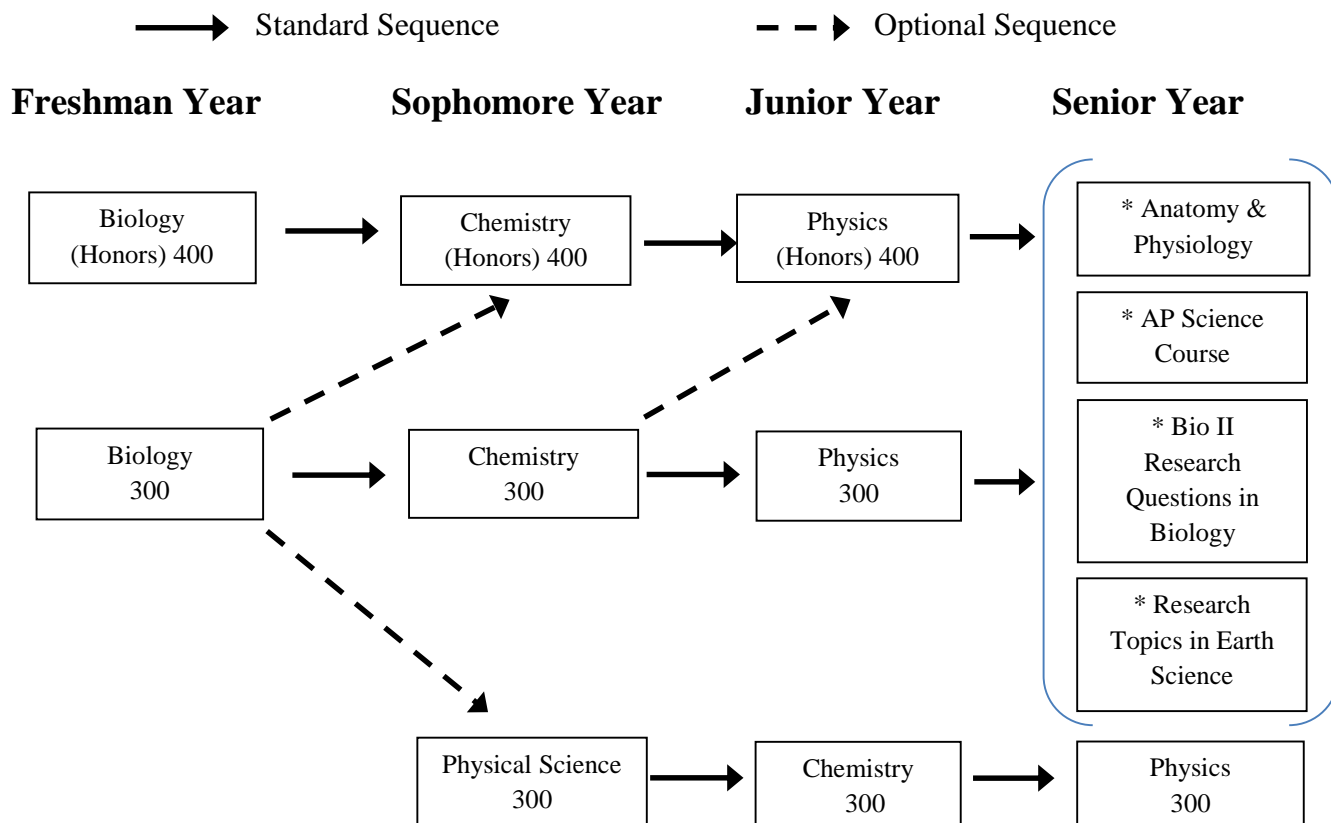 Standard Sequence
Optional Sequence
Freshman Year
Sophomore Year
Junior Year
Senior Year
Biology
(Honors) 400
Chemistry
(Honors) 400
Physics
(Honors) 400
* Anatomy &
Physiology
* AP Science
Course
Biology
300
Chemistry
300
Physics
300
* Bio II
Research
Questions in
Biology
* Research
Topics in Earth
Science
Physical Science
300
Chemistry
300
Physics
300